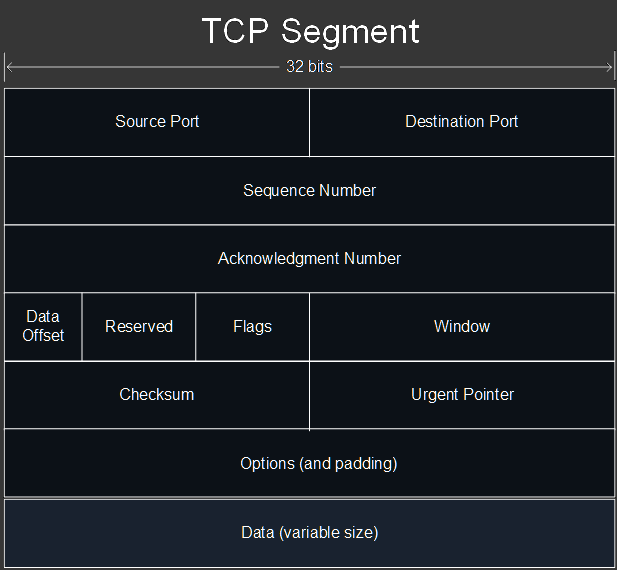 TCP Segment
32 bits
Source Port
Destination Port
Sequence Number
Acknowledgment Number
Data
Offset
Reserved
Flags
Window
Checksum
Urgent Pointer
Options (and padding)
Data (variable size)